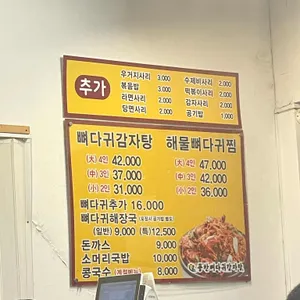 추가
우거지사리 3,000
볶음밥 3,000
라면사리 2,000
당면사리 2,000
수제비사리 2,000
떡볶이사리 2,000
감자사리 2,000
공기밥 1,000
뼈다귀감자탕
(大) 4인 42,000
(中) 3인 37,000
(小) 2인 31,000
해물뼈다귀찜
(大) 4인 47,000
(中) 3인 42,000
(小) 2인 36,000
뼈다귀추가 16,000
뼈다귀해장국
(일반) 9,000 (특) 12,500
돈까스 9,000
소머리국밥 10,000
콩국수 (계절메뉴) 8,000